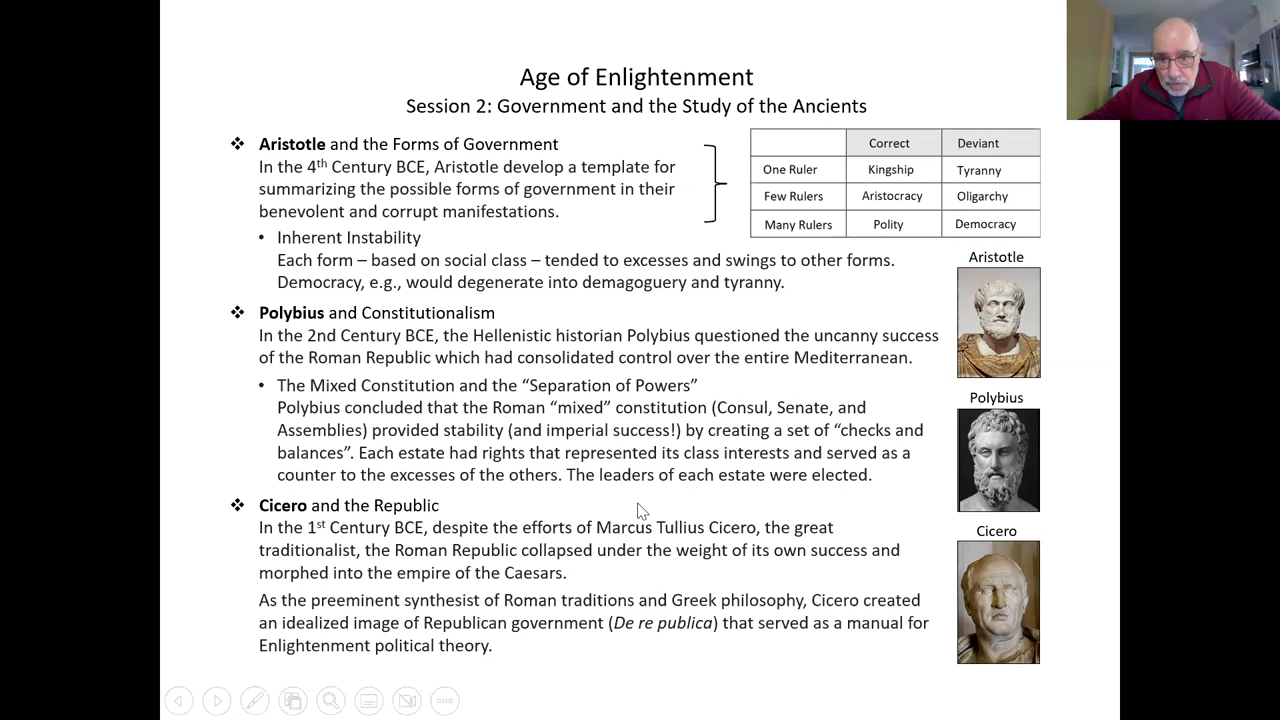 Age of Enlightenment
Session 2: Government and the Study of the Ancients
❖ Aristotle and the Forms of Government
In the 4th Century BCE, Aristotle develop a template for
summarizing the possible forms of government in their
benevolent and corrupt manifestations.
Correct Deviant
One Ruler Kingship Tyranny
Few Rulers Aristocracy Oligarchy
Many Rulers Polity Democracy
• Inherent Instability
Each form – based on social class – tended to excesses and swings to other forms.
Democracy, e.g., would degenerate into demagoguery and tyranny.
Aristotle
❖ Polybius and Constitutionalism
In the 2nd Century BCE, the Hellenistic historian Polybius questioned the uncanny success
of the Roman Republic which had consolidated control over the entire Mediterranean.
• The Mixed Constitution and the “Separation of Powers”
Polybius concluded that the Roman “mixed” constitution (Consul, Senate, and
Assemblies) provided stability (and imperial success!) by creating a set of “checks and
balances”. Each estate had rights that represented its class interests and served as a
counter to the excesses of the others. The leaders of each estate were elected.
Polybius
❖ Cicero and the Republic
In the 1st Century BCE, despite the efforts of Marcus Tullius Cicero, the great
traditionalist, the Roman Republic collapsed under the weight of its own success and
morphed into the empire of the Caesars.
As the preeminent synthesist of Roman traditions and Greek philosophy, Cicero created
an idealized image of Republican government (De re publica) that served as a manual for
Enlightenment political theory.
Cicero